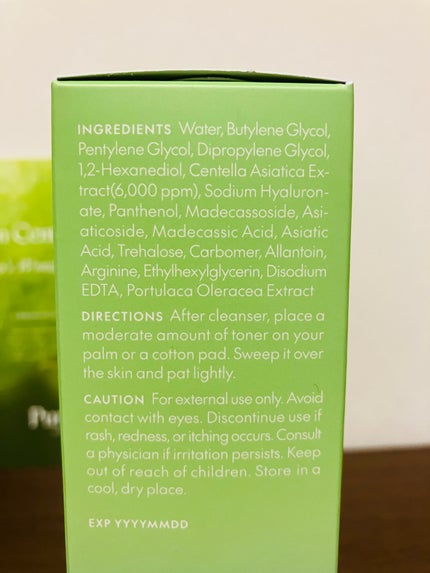 INGREDIENTS Water, Butylene Glycol,
Pentylene Glycol, Dipropylene Glycol,
1,2-Hexanediol, Centella Asiatica Ex-
tract(6,000 ppm), Sodium Hyaluron-
ate, Panthenol, Madecassoside, Asi-
aticoside, Madecassic Acid, Asiatic
Acid, Trehalose, Carbomer, Allantoin,
Arginine, Ethylhexylglycerin, Disodium
EDTA, Portulaca Oleracea Extract
DIRECTIONS After cleanser, place a
moderate amount of toner on your
palm or a cotton pad. Sweep it over
the skin and pat lightly.
CAUTION For external use only. Avoid
contact with eyes. Discontinue use if
rash, redness, or itching occurs. Consult
a physician if irritation persists. Keep
out of reach of children. Store in a
cool, dry place.
EXP YYYYMMDD